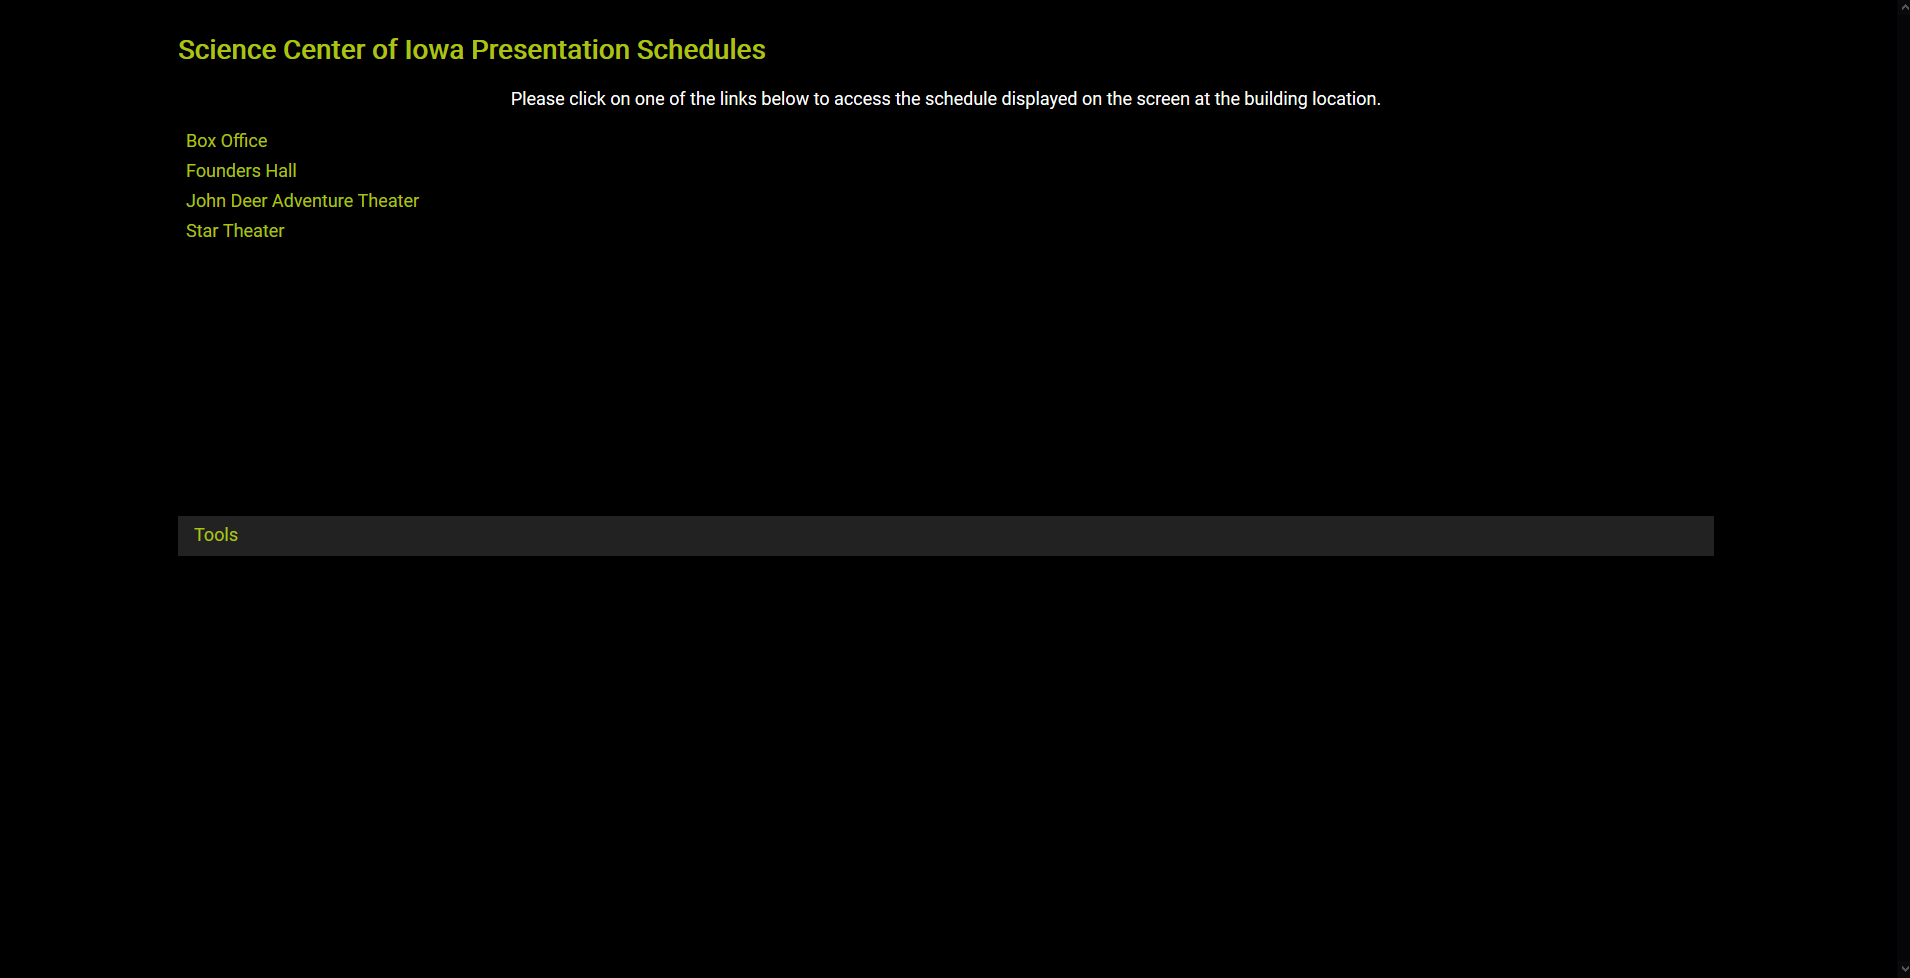 Science Center of Iowa Presentation Schedules
Please click on one of the links below to access the schedule displayed on the screen at the building location.
Box Office
Founders Hall
John Deer Adventure Theater
Star Theater
Tools